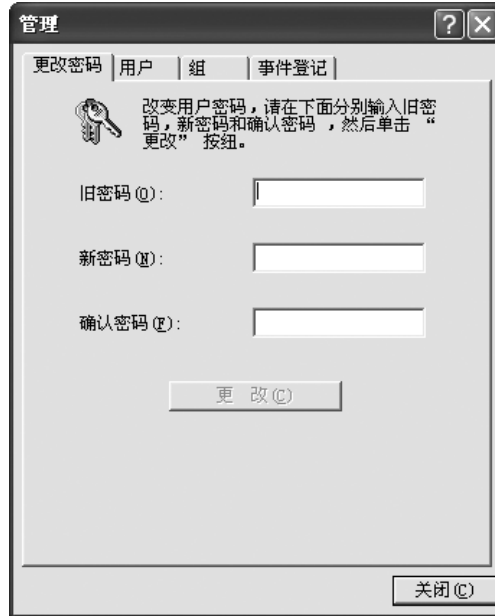 管理
更改密码 用户 组 事件登记
改变用户密码，请在下面分别输入旧密
码，新密码和确认密码 ，然后单击 “
更改” 按纽。
旧密码(O):
新密码(N):
确认密码(F):
更 改(C)
关闭(C)